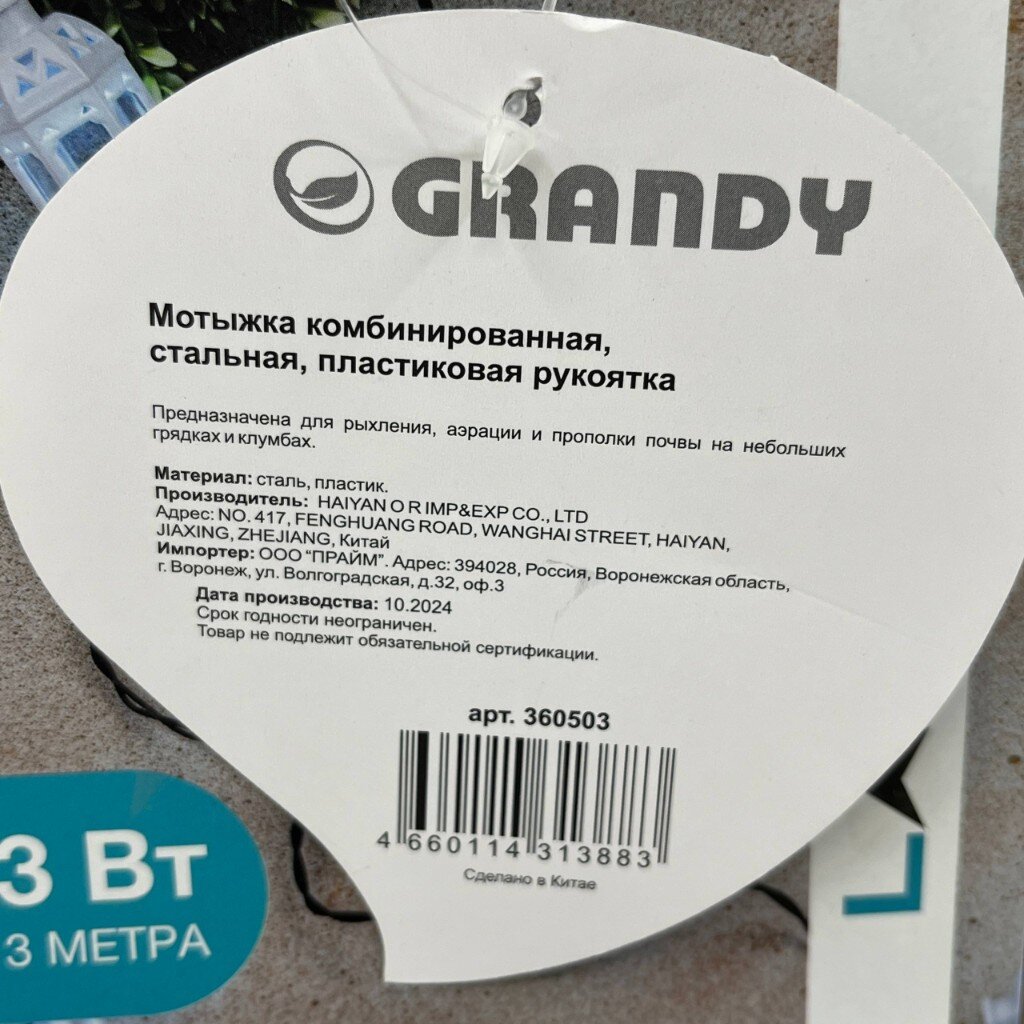 GRANDY
Мотыжка комбинированная,
стальная, пластиковая рукоятка
Предназначена для рыхления, аэрации и прополки почвы на небольших
грядках и клумбах.
Материал: сталь, пластик.
Производитель: HAIYAN O R IMP&EXP CO., LTD
Адрес: NO. 417, FENGHUANG ROAD, WANGHAI STREET, HAIYAN,
JIAXING, ZHEJIANG, Китай
Импортер: ООО "ПРАЙМ". Адрес: 394028, Россия, Воронежская область,
г. Воронеж, ул. Волгоградская, д.32, оф.3
Дата производства: 10.2024
Срок годности неограничен.
Товар не подлежит обязательной сертификации.
арт. 360503
4 660114 313883
Сделано в Китае
3 Вт
3 МЕТРА